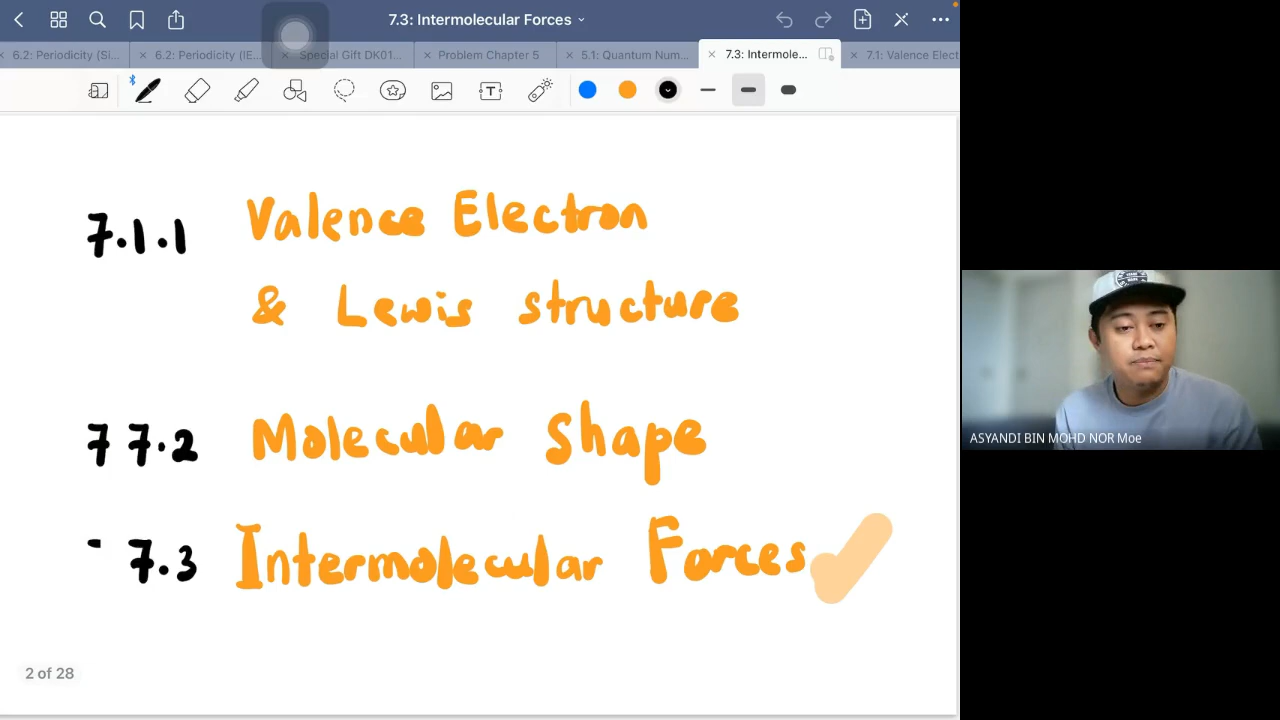 7.3: Intermolecular Forces
6.2: Periodicity (Si...
6.2: Periodicity (IE...
Special Gift DK01...
Problem Chapter 5
5.1: Quantum Num...
7.3: Intermole...
7.1: Valence Elect
7.1.1 Valence Electron
& Lewis structure
7 7.2 Molecular Shape
- 7.3 Intermolecular Forces
2 of 28
ASYANDI BIN MOHD NOR Moe